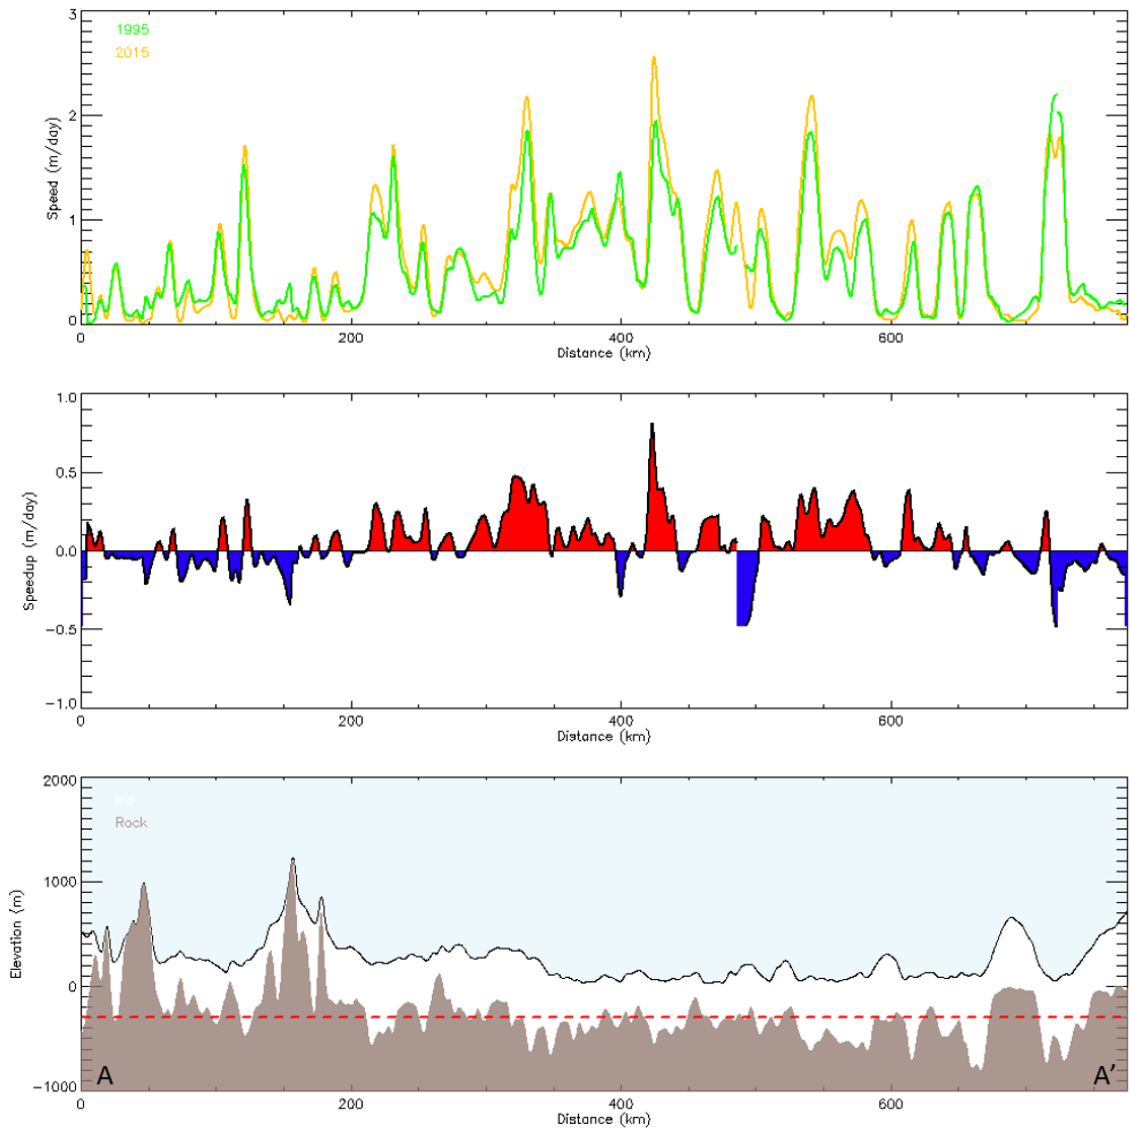 3
1995
2015
2
Speed (m/day)
1
0
0
200
400
600
Distance (km)
1.0
0.5
Speedup (m/day)
0.0
−0.5
−1.0
0
200
400
600
Distance (km)
2000
Ice
Rock
1000
Elevation (m)
0
−1000
A
A’
0
200
400
600
Distance (km)